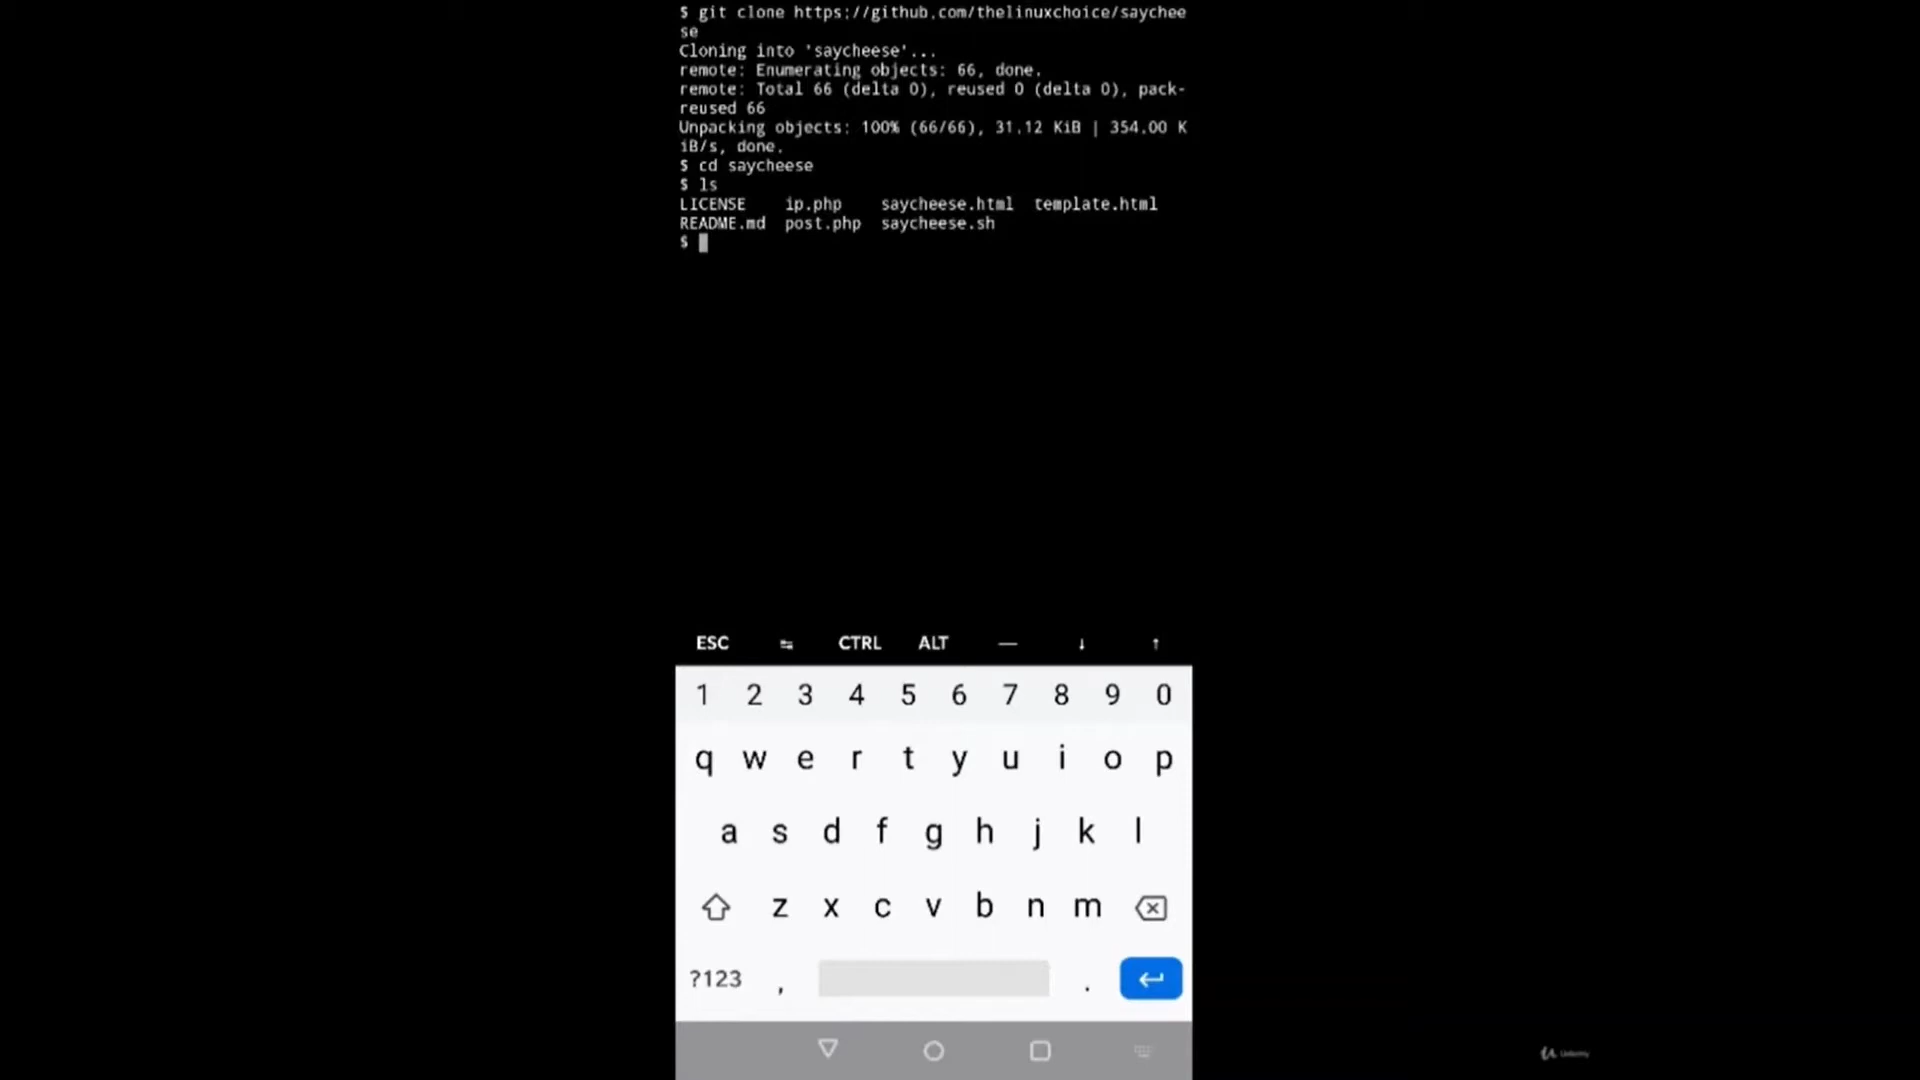 $ git clone https://github.com/thelinuxchoice/saychee
se
Cloning into 'saycheese'...
remote: Enumerating objects: 66, done.
remote: Total 66 (delta 0), reused 0 (delta 0), pack-
reused 66
Unpacking objects: 100% (66/66), 31.12 KiB | 354.00 K
iB/s, done.
$ cd saycheese
$ ls
LICENSE ip.php saycheese.html template.html
README.md post.php saycheese.sh
$
ESC ↹ CTRL ALT — ↓ ↑
1 2 3 4 5 6 7 8 9 0
q w e r t y u i o p
a s d f g h j k l
z x c v b n m
?123 , .
Udemy